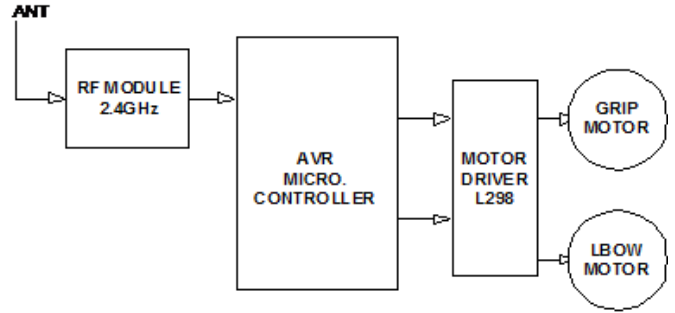 ANT
RF MODULE
2.4GHz
AVR
MICRO.
CONTROLLER
MOTOR
DRIVER
L298
GRIP
MOTOR
LBOW
MOTOR